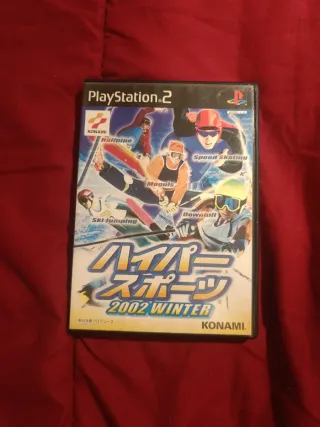 PlayStation 2
KONAMI
Halfpipe
Speed Skating
Moguls
Ski Jumping
Downhill
ハイパー
スポーツ
2002 WINTER
KONAMI